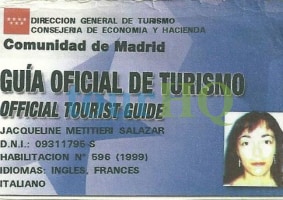 DIRECCION GENERAL DE TURISMO
CONSEJERIA DE ECONOMIA Y HACIENDA
Comunidad de Madrid
GUÍA OFICIAL DE TURISMO
OFFICIAL TOURIST GUIDE
JACQUELINE METITIERI SALAZAR
D.N.I.: 09311795-S
HABILITACION Nº 596 (1999)
IDIOMAS: INGLES, FRANCES
ITALIANO